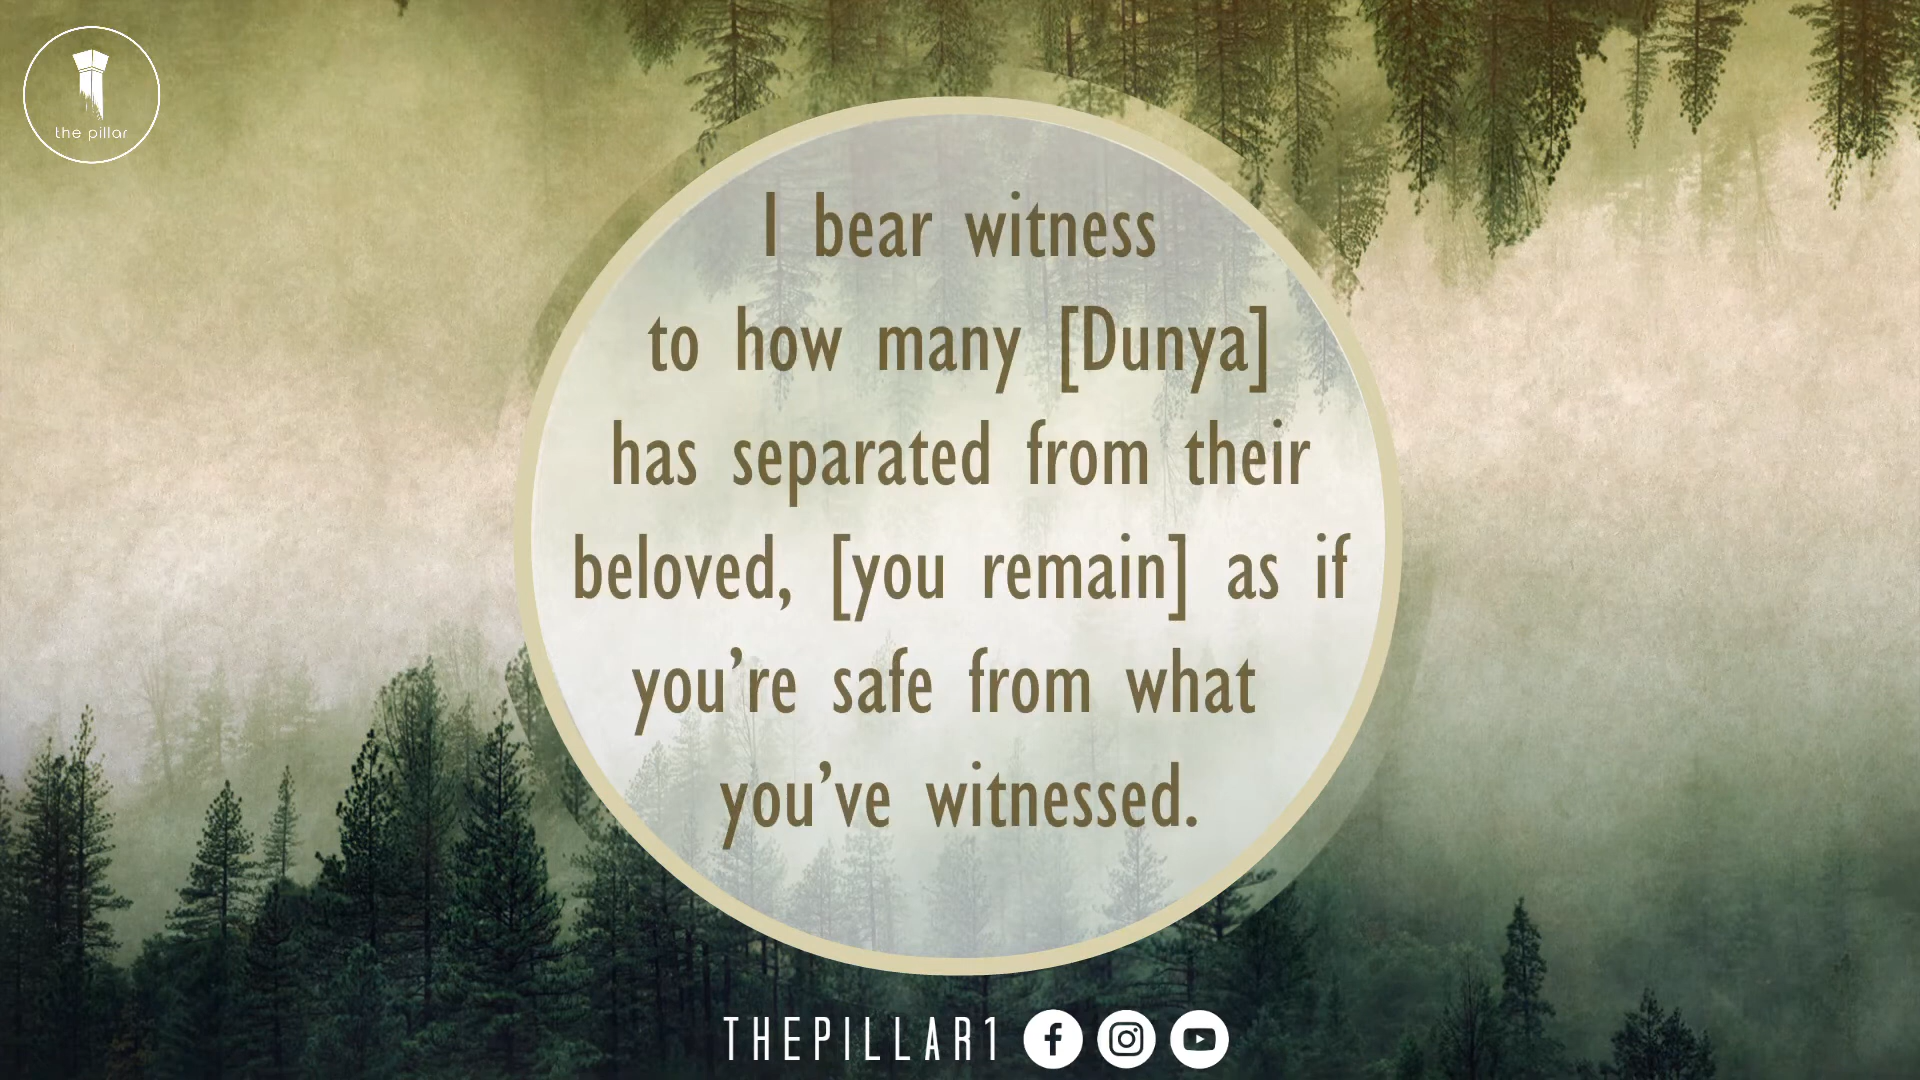 the pillar
I bear witness
to how many [Dunya]
has separated from their
beloved, [you remain] as if
you’re safe from what
you’ve witnessed.
THEPILLAR1